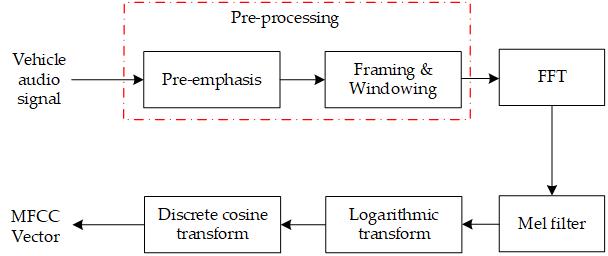 Pre-processing
Vehicle
audio
signal
Pre-emphasis
Framing &
Windowing
FFT
MFCC
Vector
Discrete cosine
transform
Logarithmic
transform
Mel filter